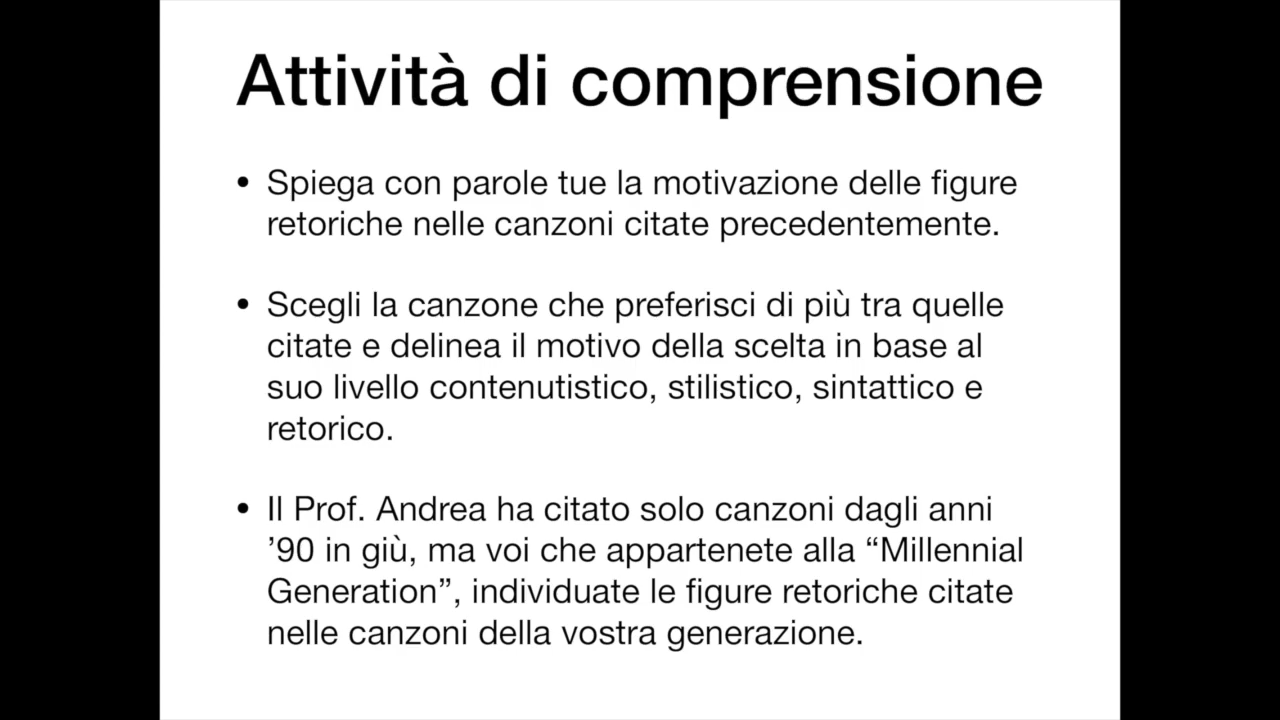 Attività di comprensione
• Spiega con parole tue la motivazione delle figure
retoriche nelle canzoni citate precedentemente.
• Scegli la canzone che preferisci di più tra quelle
citate e delinea il motivo della scelta in base al
suo livello contenutistico, stilistico, sintattico e
retorico.
• Il Prof. Andrea ha citato solo canzoni dagli anni
’90 in giù, ma voi che appartenete alla “Millennial
Generation”, individuate le figure retoriche citate
nelle canzoni della vostra generazione.